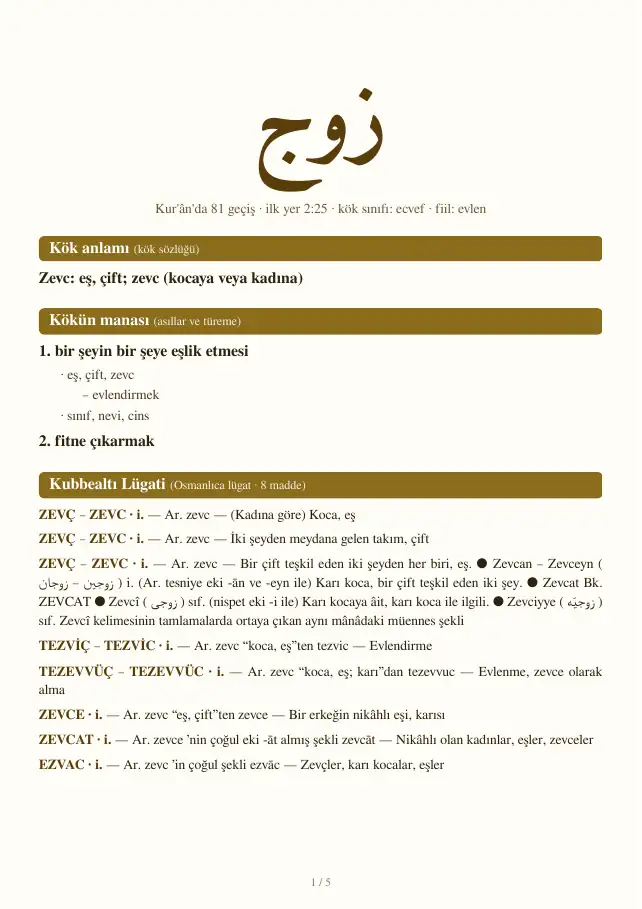 زوج
Kur'ân'da 81 geçiş · ilk yer 2:25 · kök sınıfı: ecvef · fiil: evlen
Kök anlamı (kök sözlüğü)
Zevc: eş, çift; zevc (kocaya veya kadına)
Kökün manası (asıllar ve türeme)
1. bir şeyin bir şeye eşlik etmesi
· eş, çift, zevc
– evlendirmek
· sınıf, nevi, cins
2. fitne çıkarmak
Kubbealtı Lügati (Osmanlıca lügat · 8 madde)
ZEVÇ – ZEVC · i. — Ar. zevc — (Kadına göre) Koca, eş
ZEVÇ – ZEVC · i. — Ar. zevc — İki şeyden meydana gelen takım, çift
ZEVÇ – ZEVC · i. — Ar. zevc — Bir çift teşkil eden iki şeyden her biri, eş. ● Zevcan – Zevceyn (
زوجان – زوجين ) i. (Ar. tesniye eki -ān ve -eyn ile) Karı koca, bir çift teşkil eden iki şey. ● Zevcat Bk.
ZEVCAT ● Zevcî ( زوجى ) sıf. (nispet eki -i ile) Karı kocaya âit, karı koca ile ilgili. ● Zevciyye ( زوجيّه )
sıf. Zevcî kelimesinin tamlamalarda ortaya çıkan aynı mânâdaki müennes şekli
TEZVİÇ – TEZVİC · i. — Ar. zevc “koca, eş”ten tezvic — Evlendirme
TEZEVVÜÇ – TEZEVVÜC · i. — Ar. zevc “koca, eş; karı”dan tezevvuc — Evlenme, zevce olarak
alma
ZEVCE · i. — Ar. zevc “eş, çift”ten zevce — Bir erkeğin nikâhlı eşi, karısı
ZEVCAT · i. — Ar. zevce ’nin çoğul eki -āt almış şekli zevcāt — Nikâhlı olan kadınlar, eşler, zevceler
EZVAC · i. — Ar. zevc ’in çoğul şekli ezvāc — Zevçler, karı kocalar, eşler
1 / 5